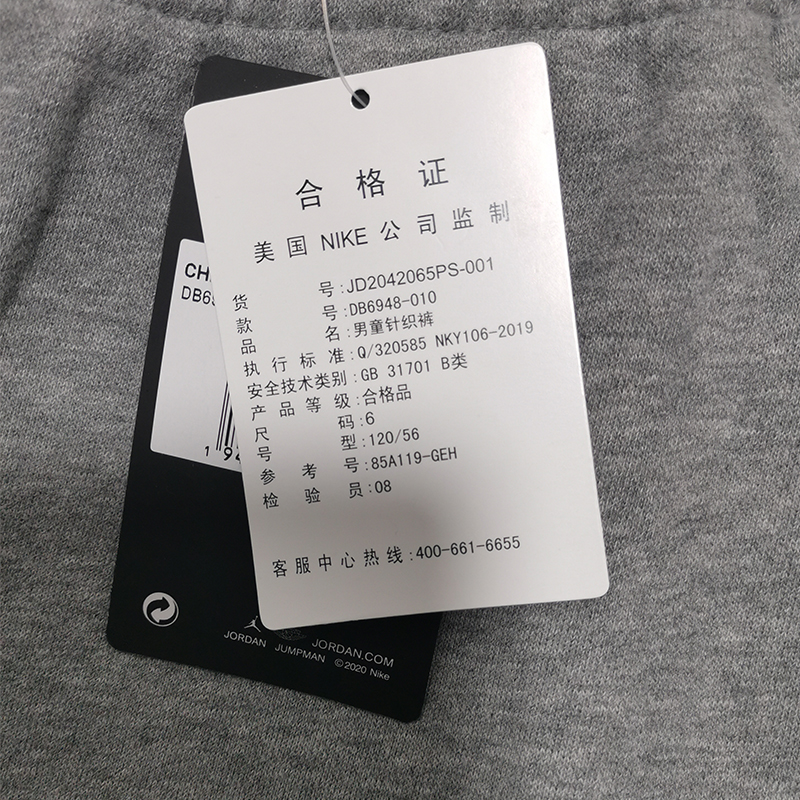 合格证
美国 NIKE 公司监制
货号:JD2042065PS-001
款号:DB6948-010
品名:男童针织裤
执行标准:Q/320585 NKY106-2019
安全技术类别:GB 31701 B类
产品等级:合格品
尺码:6
号型:120/56
参考号:85A119-GEH
检验员:08
客服中心热线:400-661-6655
CH
DB69
1 94
JORDAN JUMPMAN JORDAN.COM
©2020 Nike